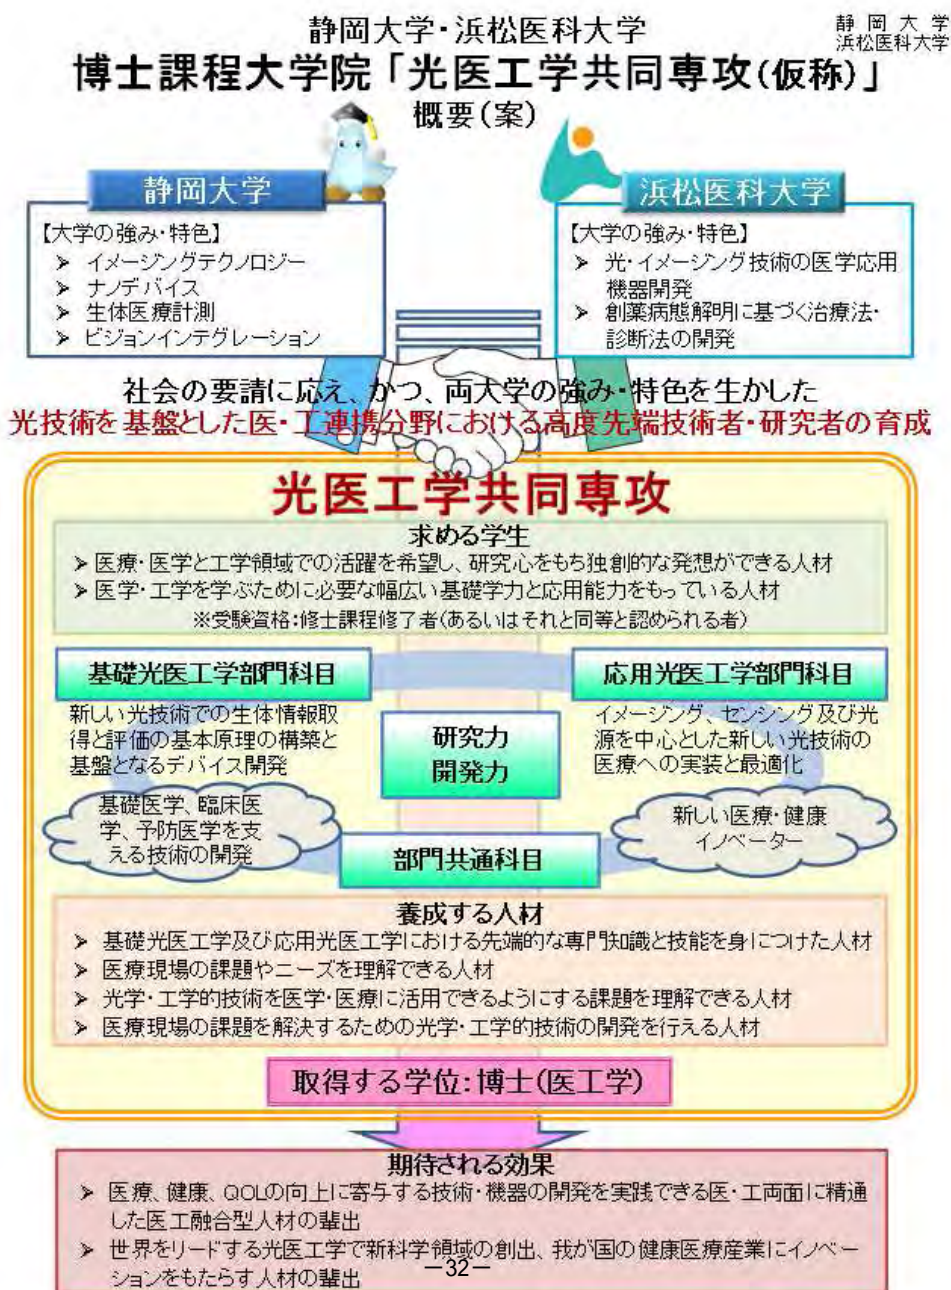 静岡大学・浜松医科大学
静岡大学
浜松医科大学
博士課程大学院「光医工学共同専攻(仮称)」
概要(案)
静岡大学
【大学の強み・特色】
➢ イメージングテクノロジー
➢ ナノデバイス
➢ 生体医療計測
➢ ビジョンインテグレーション
浜松医科大学
【大学の強み・特色】
➢ 光・イメージング技術の医学応用
機器開発
➢ 創薬病態解明に基づく治療法・
診断法の開発
社会の要請に応え、かつ、両大学の強み・特色を生かした
光技術を基盤とした医・工連携分野における高度先端技術者・研究者の育成
光医工学共同専攻
求める学生
➢ 医療・医学と工学領域での活躍を希望し、研究心をもち独創的な発想ができる人材
➢ 医学・工学を学ぶために必要な幅広い基礎学力と応用能力をもっている人材
※受験資格:修士課程修了者(あるいはそれと同等と認められる者)
基礎光医工学部門科目
新しい光技術での生体情報取
得と評価の基本原理の構築と
基盤となるデバイス開発
基礎医学、臨床医
学、予防医学を支
える技術の開発
研究力
開発力
応用光医工学部門科目
イメージング、センシング及び光
源を中心とした新しい光技術の
医療への実装と最適化
新しい医療・健康
イノベーター
部門共通科目
養成する人材
➢ 基礎光医工学及び応用光医工学における先端的な専門知識と技能を身につけた人材
➢ 医療現場の課題やニーズを理解できる人材
➢ 光学・工学的技術を医学・医療に活用できるようにする課題を理解できる人材
➢ 医療現場の課題を解決するための光学・工学的技術の開発を行える人材
取得する学位:博士(医工学)
期待される効果
➢ 医療、健康、QOLの向上に寄与する技術・機器の開発を実践できる医・工両面に精通
した医工融合型人材の輩出
➢ 世界をリードする光医工学で新科学領域の創出、我が国の健康医療産業にイノベー
ションをもたらす人材の輩出
―32―